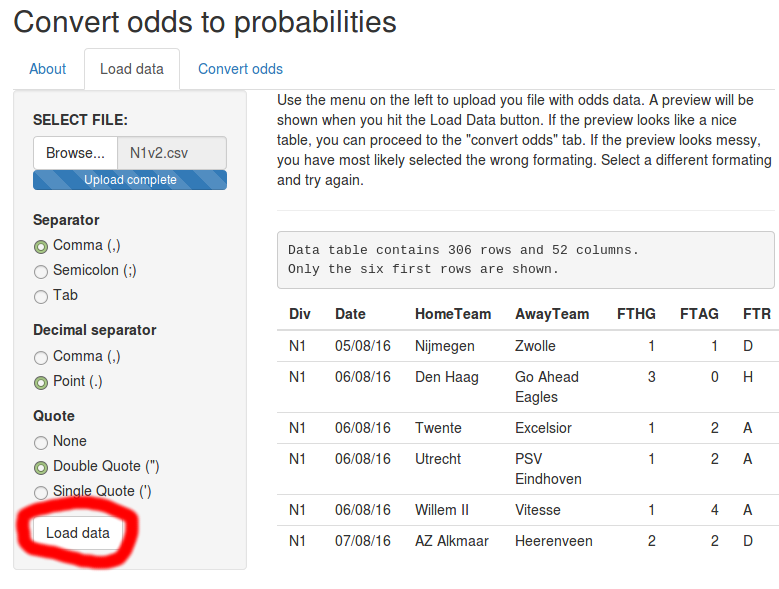 Convert odds to probabilities
About
Load data
Convert odds
SELECT FILE:
Browse...
N1v2.csv
Upload complete
Separator
Comma (,)
Semicolon (;)
Tab
Decimal separator
Comma (,)
Point (.)
Quote
None
Double Quote (")
Single Quote (')
Load data
Use the menu on the left to upload you file with odds data. A preview will be
shown when you hit the Load Data button. If the preview looks like a nice
table, you can proceed to the "convert odds" tab. If the preview looks messy,
you have most likely selected the wrong formating. Select a different formating
and try again.
Data table contains 306 rows and 52 columns.
Only the six first rows are shown.
Div Date HomeTeam AwayTeam FTHG FTAG FTR
N1 05/08/16 Nijmegen Zwolle 1 1 D
N1 06/08/16 Den Haag Go Ahead 3 0 H
Eagles
N1 06/08/16 Twente Excelsior 1 2 A
N1 06/08/16 Utrecht PSV 1 2 A
Eindhoven
N1 06/08/16 Willem II Vitesse 1 4 A
N1 07/08/16 AZ Alkmaar Heerenveen 2 2 D